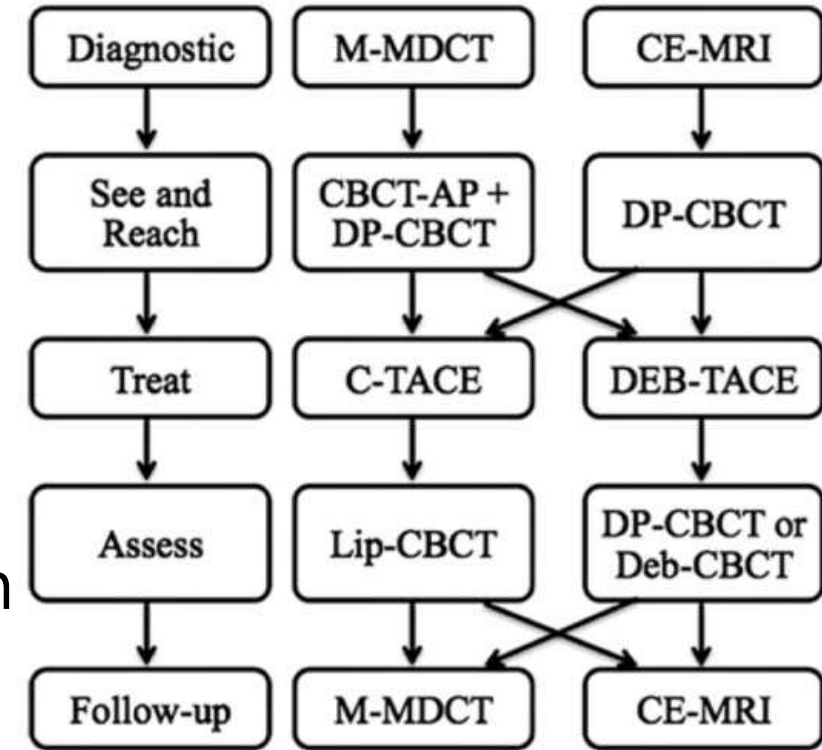 Diagnostic
M-MDCT
CE-MRI
See and
Reach
CBCT-AP +
DP-CBCT
DP-CBCT
Treat
C-TACE
DEB-TACE
Assess
Lip-CBCT
DP-CBCT or
Deb-CBCT
Follow-up
M-MDCT
CE-MRI